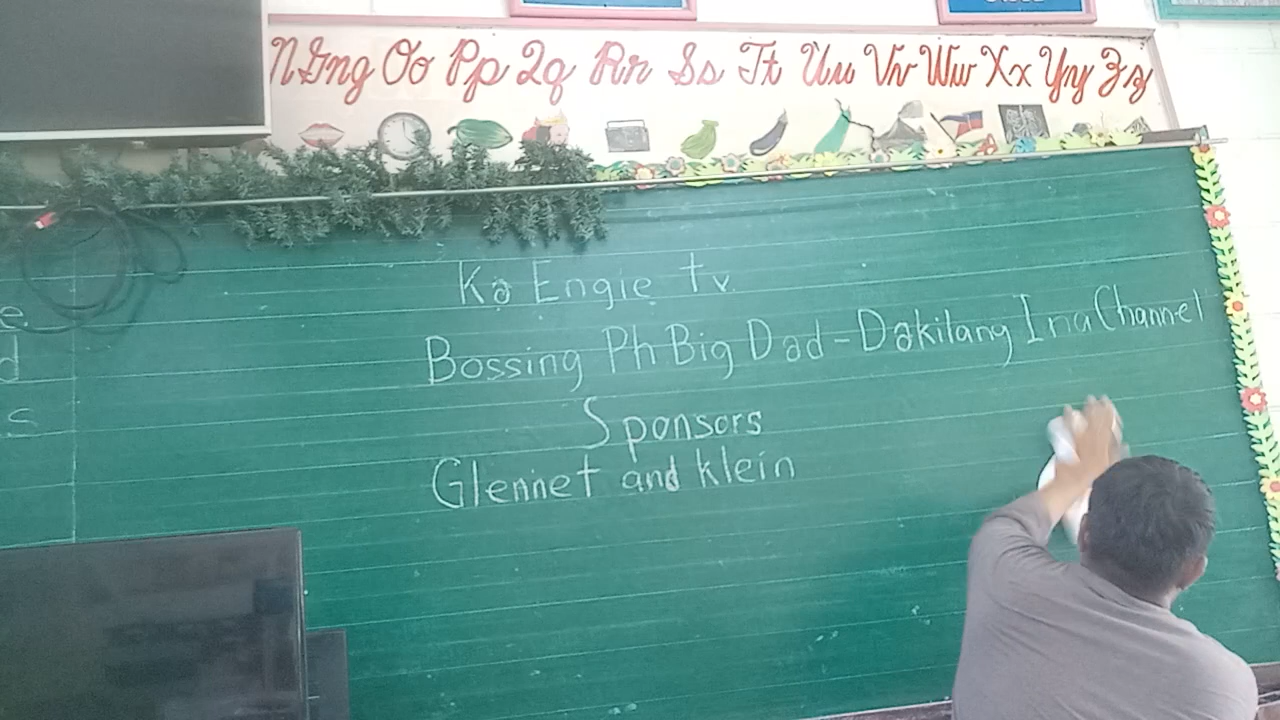 N Ññ NGng Oo Pp Qq Rr Ss Tt Uu Vv Ww Xx Yy Zz
Ka Engie tv.
Bossing Ph Big Dad - Dakilang Ina Channel
Sponsors
Glennet and klein
e
d
s